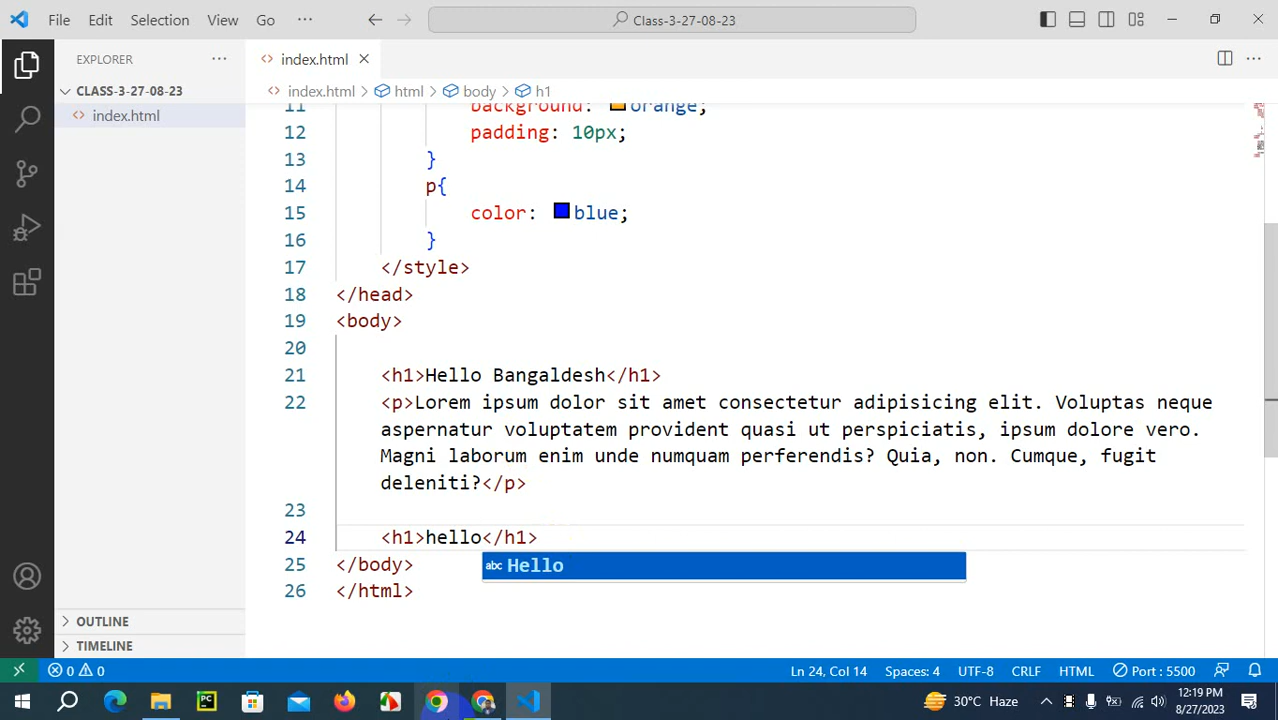 File Edit Selection View Go ··· Class-3-27-08-23
EXPLORER ···
index.html
CLASS-3-27-08-23
index.html
index.html html body h1
11 background: orange;
12 padding: 10px;
13 }
14 p{
15 color: blue;
16 }
17 </style>
18 </head>
19 <body>
20
21 <h1>Hello Bangaldesh</h1>
22 <p>Lorem ipsum dolor sit amet consectetur adipisicing elit. Voluptas neque
aspernatur voluptatem provident quasi ut perspiciatis, ipsum dolore vero.
Magni laborum enim unde numquam perferendis? Quia, non. Cumque, fugit
deleniti?</p>
23
24 <h1>hello</h1>
25 </body>
abc Hello
26 </html>
OUTLINE
TIMELINE
0 0 Ln 24, Col 14 Spaces: 4 UTF-8 CRLF HTML Port : 5500
PC
30°C Haze
12:19 PM
8/27/2023